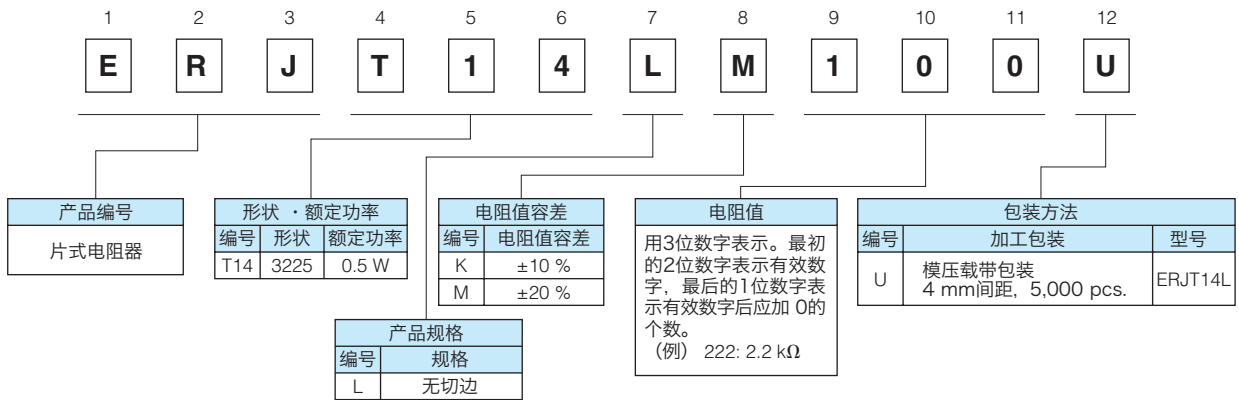 1 2 3 4 5 6 7 8 9 10 11 12
E R J T 1 4 L M 1 0 0 U
产品编号
片式电阻器
形状 ・额定功率
编号 形状 额定功率
T14 3225 0.5 W
产品规格
编号 规格
L 无切边
电阻值容差
编号 电阻值容差
K ±10 %
M ±20 %
电阻值
用3位数字表示。最初
的2位数字表示有效数
字，最后的1位数字表
示有效数字后应加 0的
个数。
（例） 222: 2.2 kΩ
包装方法
编号 加工包装 型号
U 模压载带包装 ERJT14L
4 mm间距，5,000 pcs.